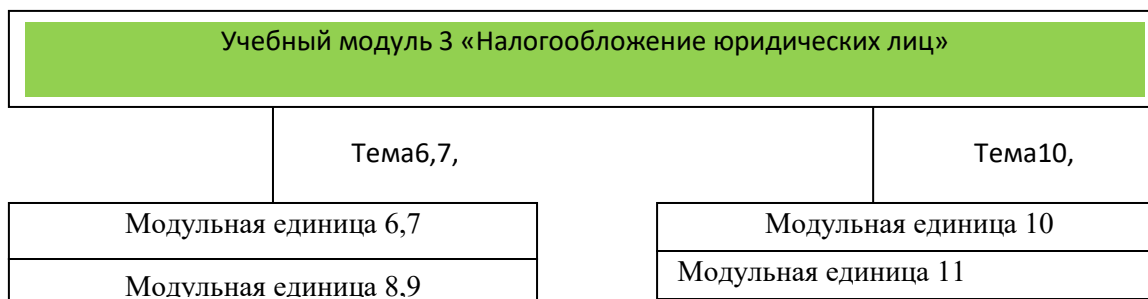 Учебный модуль 3 «Налогообложение юридических лиц»
Тема6,7,
Тема10,
Модульная единица 6,7
Модульная единица 8,9
Модульная единица 10
Модульная единица 11